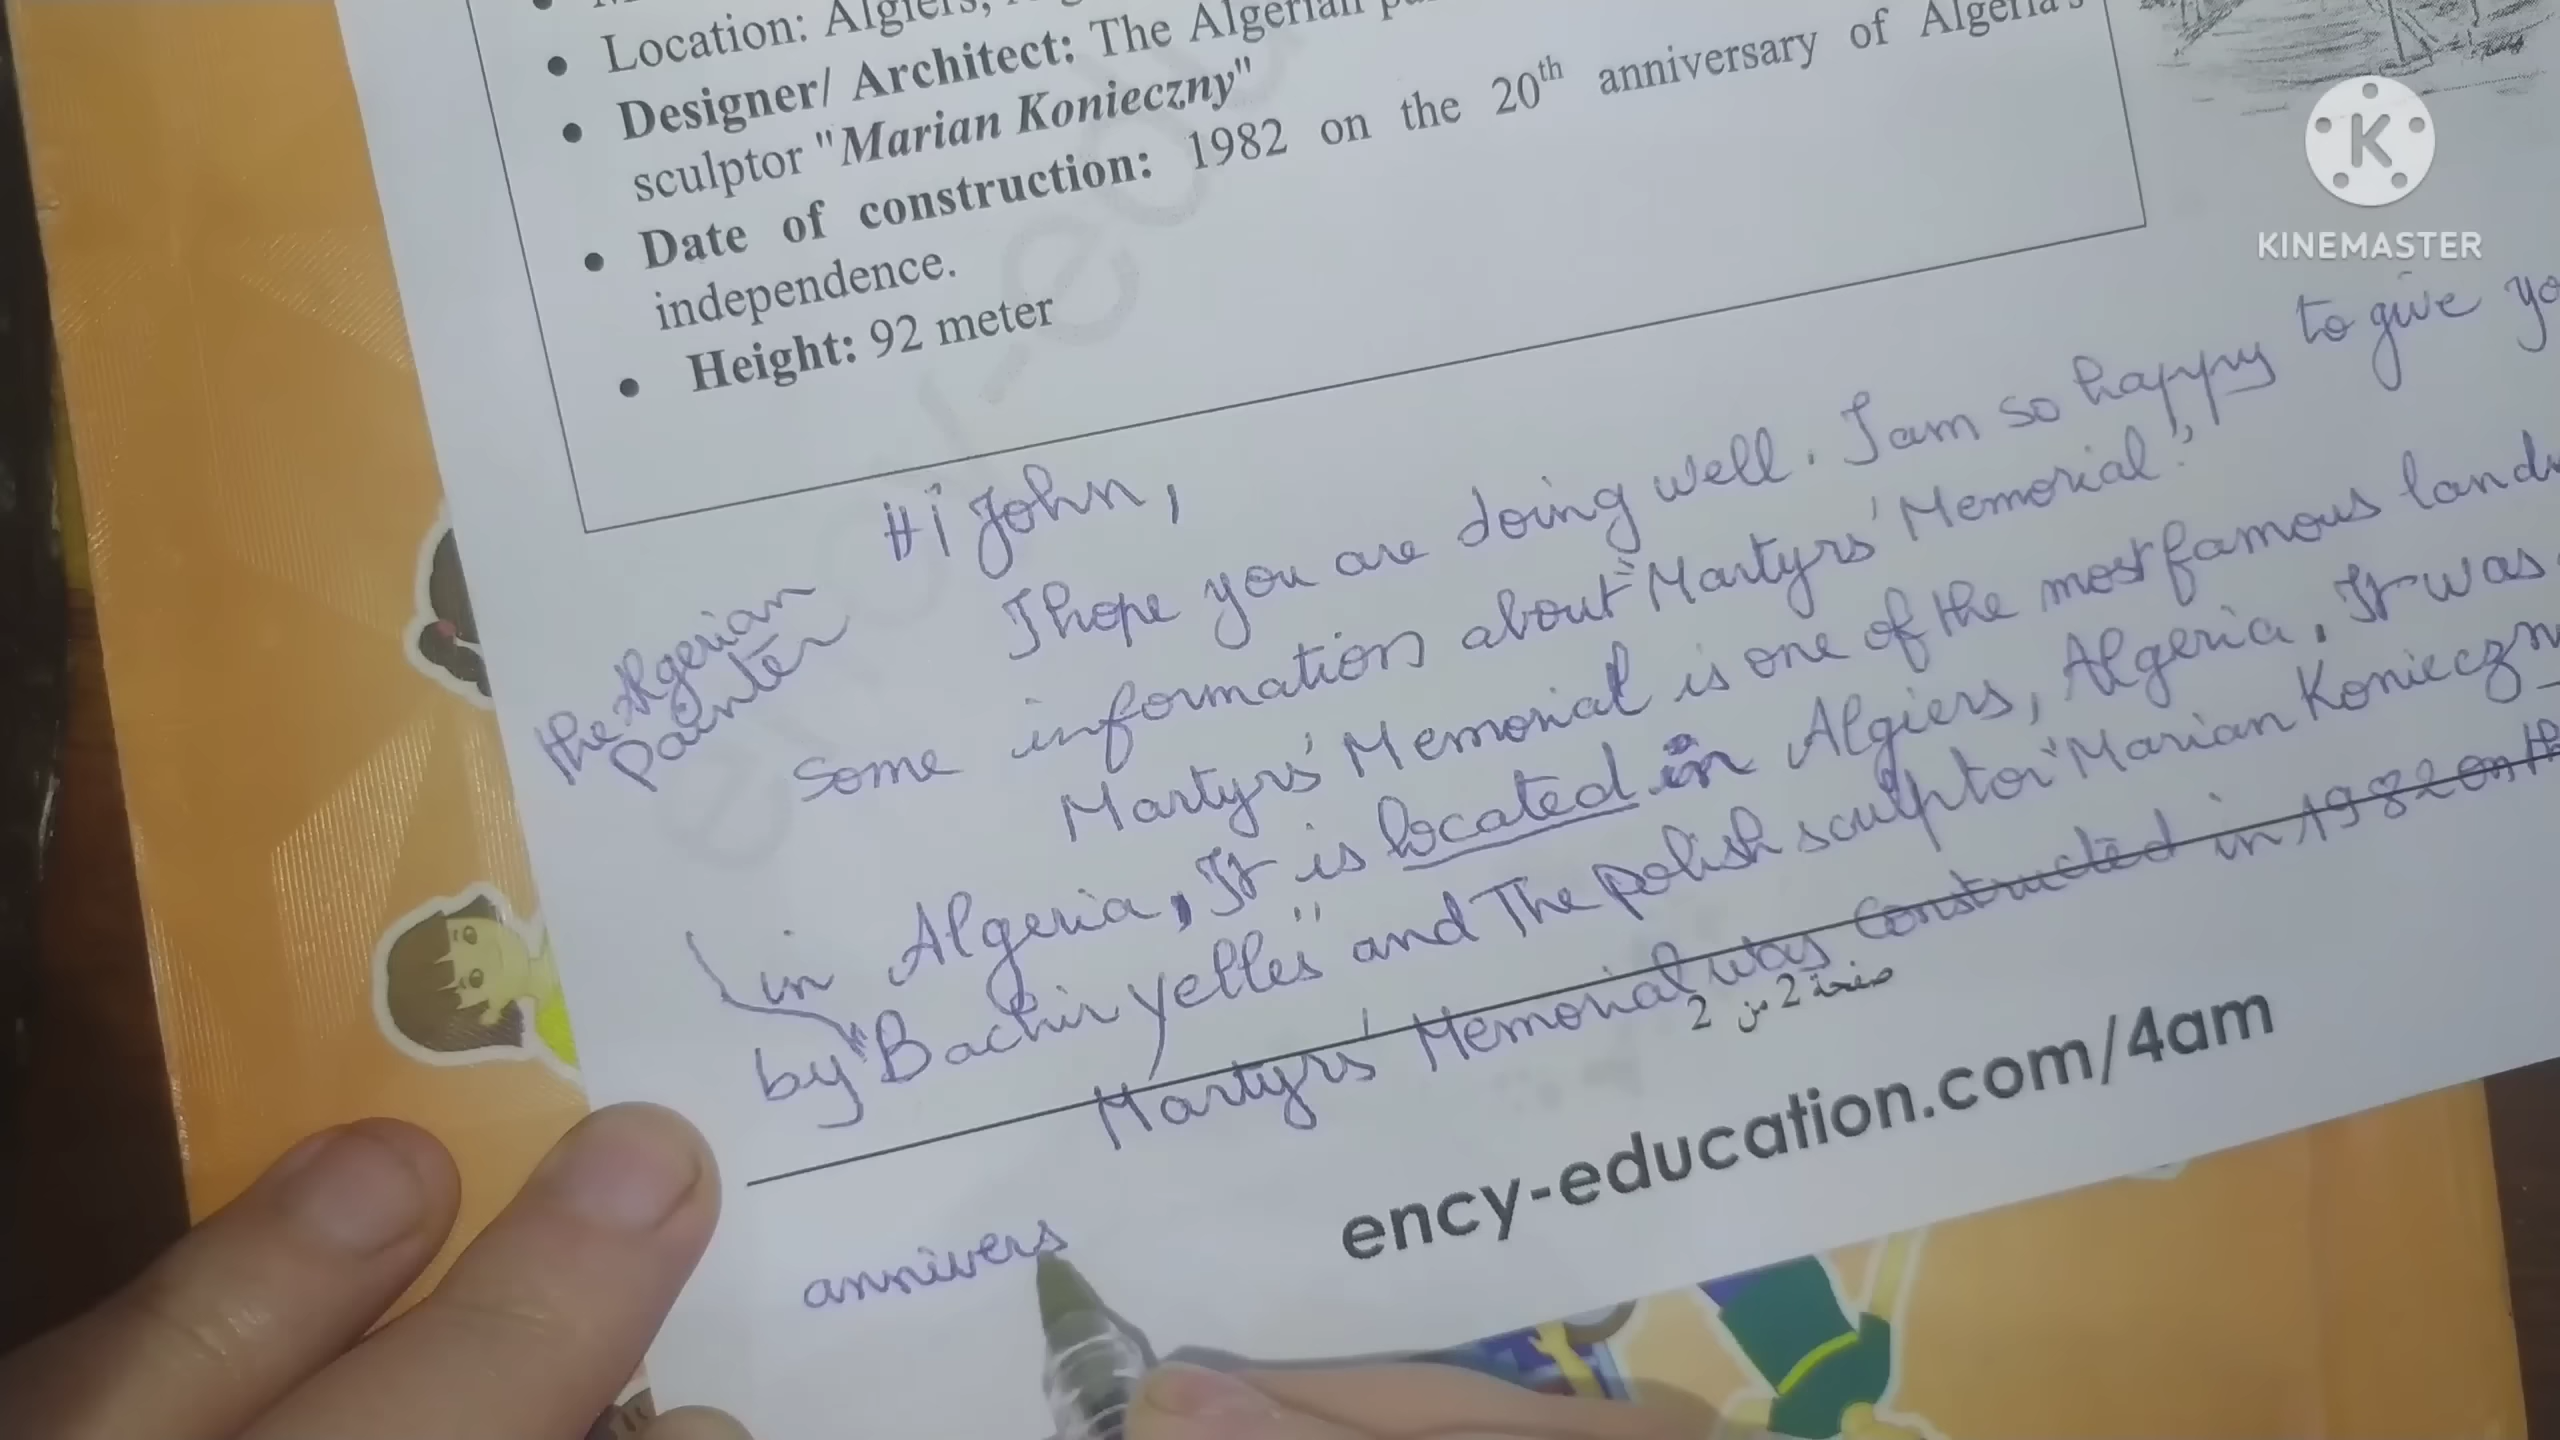 Location: Algiers,
• Designer/ Architect: The Algerian
sculptor "Marian Konieczny"
• Date of construction: 1982 on the 20th anniversary of Algeria's
independence.
• Height: 92 meter
KINEMASTER
Hi John,
I hope you are doing well. I am so happy to give
some information about "Martyrs' Memorial".
Martyrs' Memorial is one of the most famous
in Algeria, It is located in Algiers, Algeria. It was
the Algerian
painter
by "Bachir yelles" and The polish sculptor "Marian Konieczn
Martyrs' Memorial was constructed in 1982 on the
صفحة 2 من 2
annivers
ency-education.com/4am